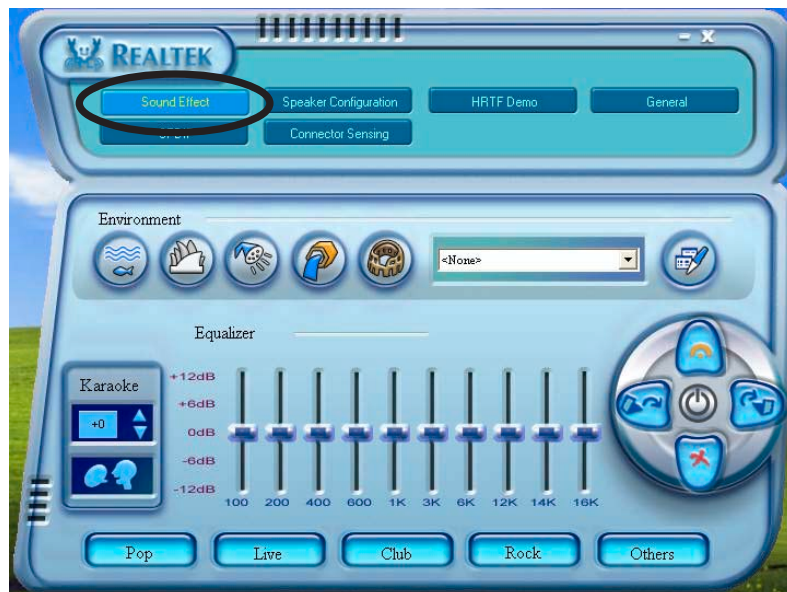 REALTEK
Sound Effect
Speaker Configuration
HRTF Demo
General
Connector Sensing
Environment
<None>
Equalizer
Karaoke
+0
+12dB
+6dB
0dB
-6dB
-12dB
100 200 400 600 1K 3K 6K 12K 14K 16K
Pop Live Club Rock Others